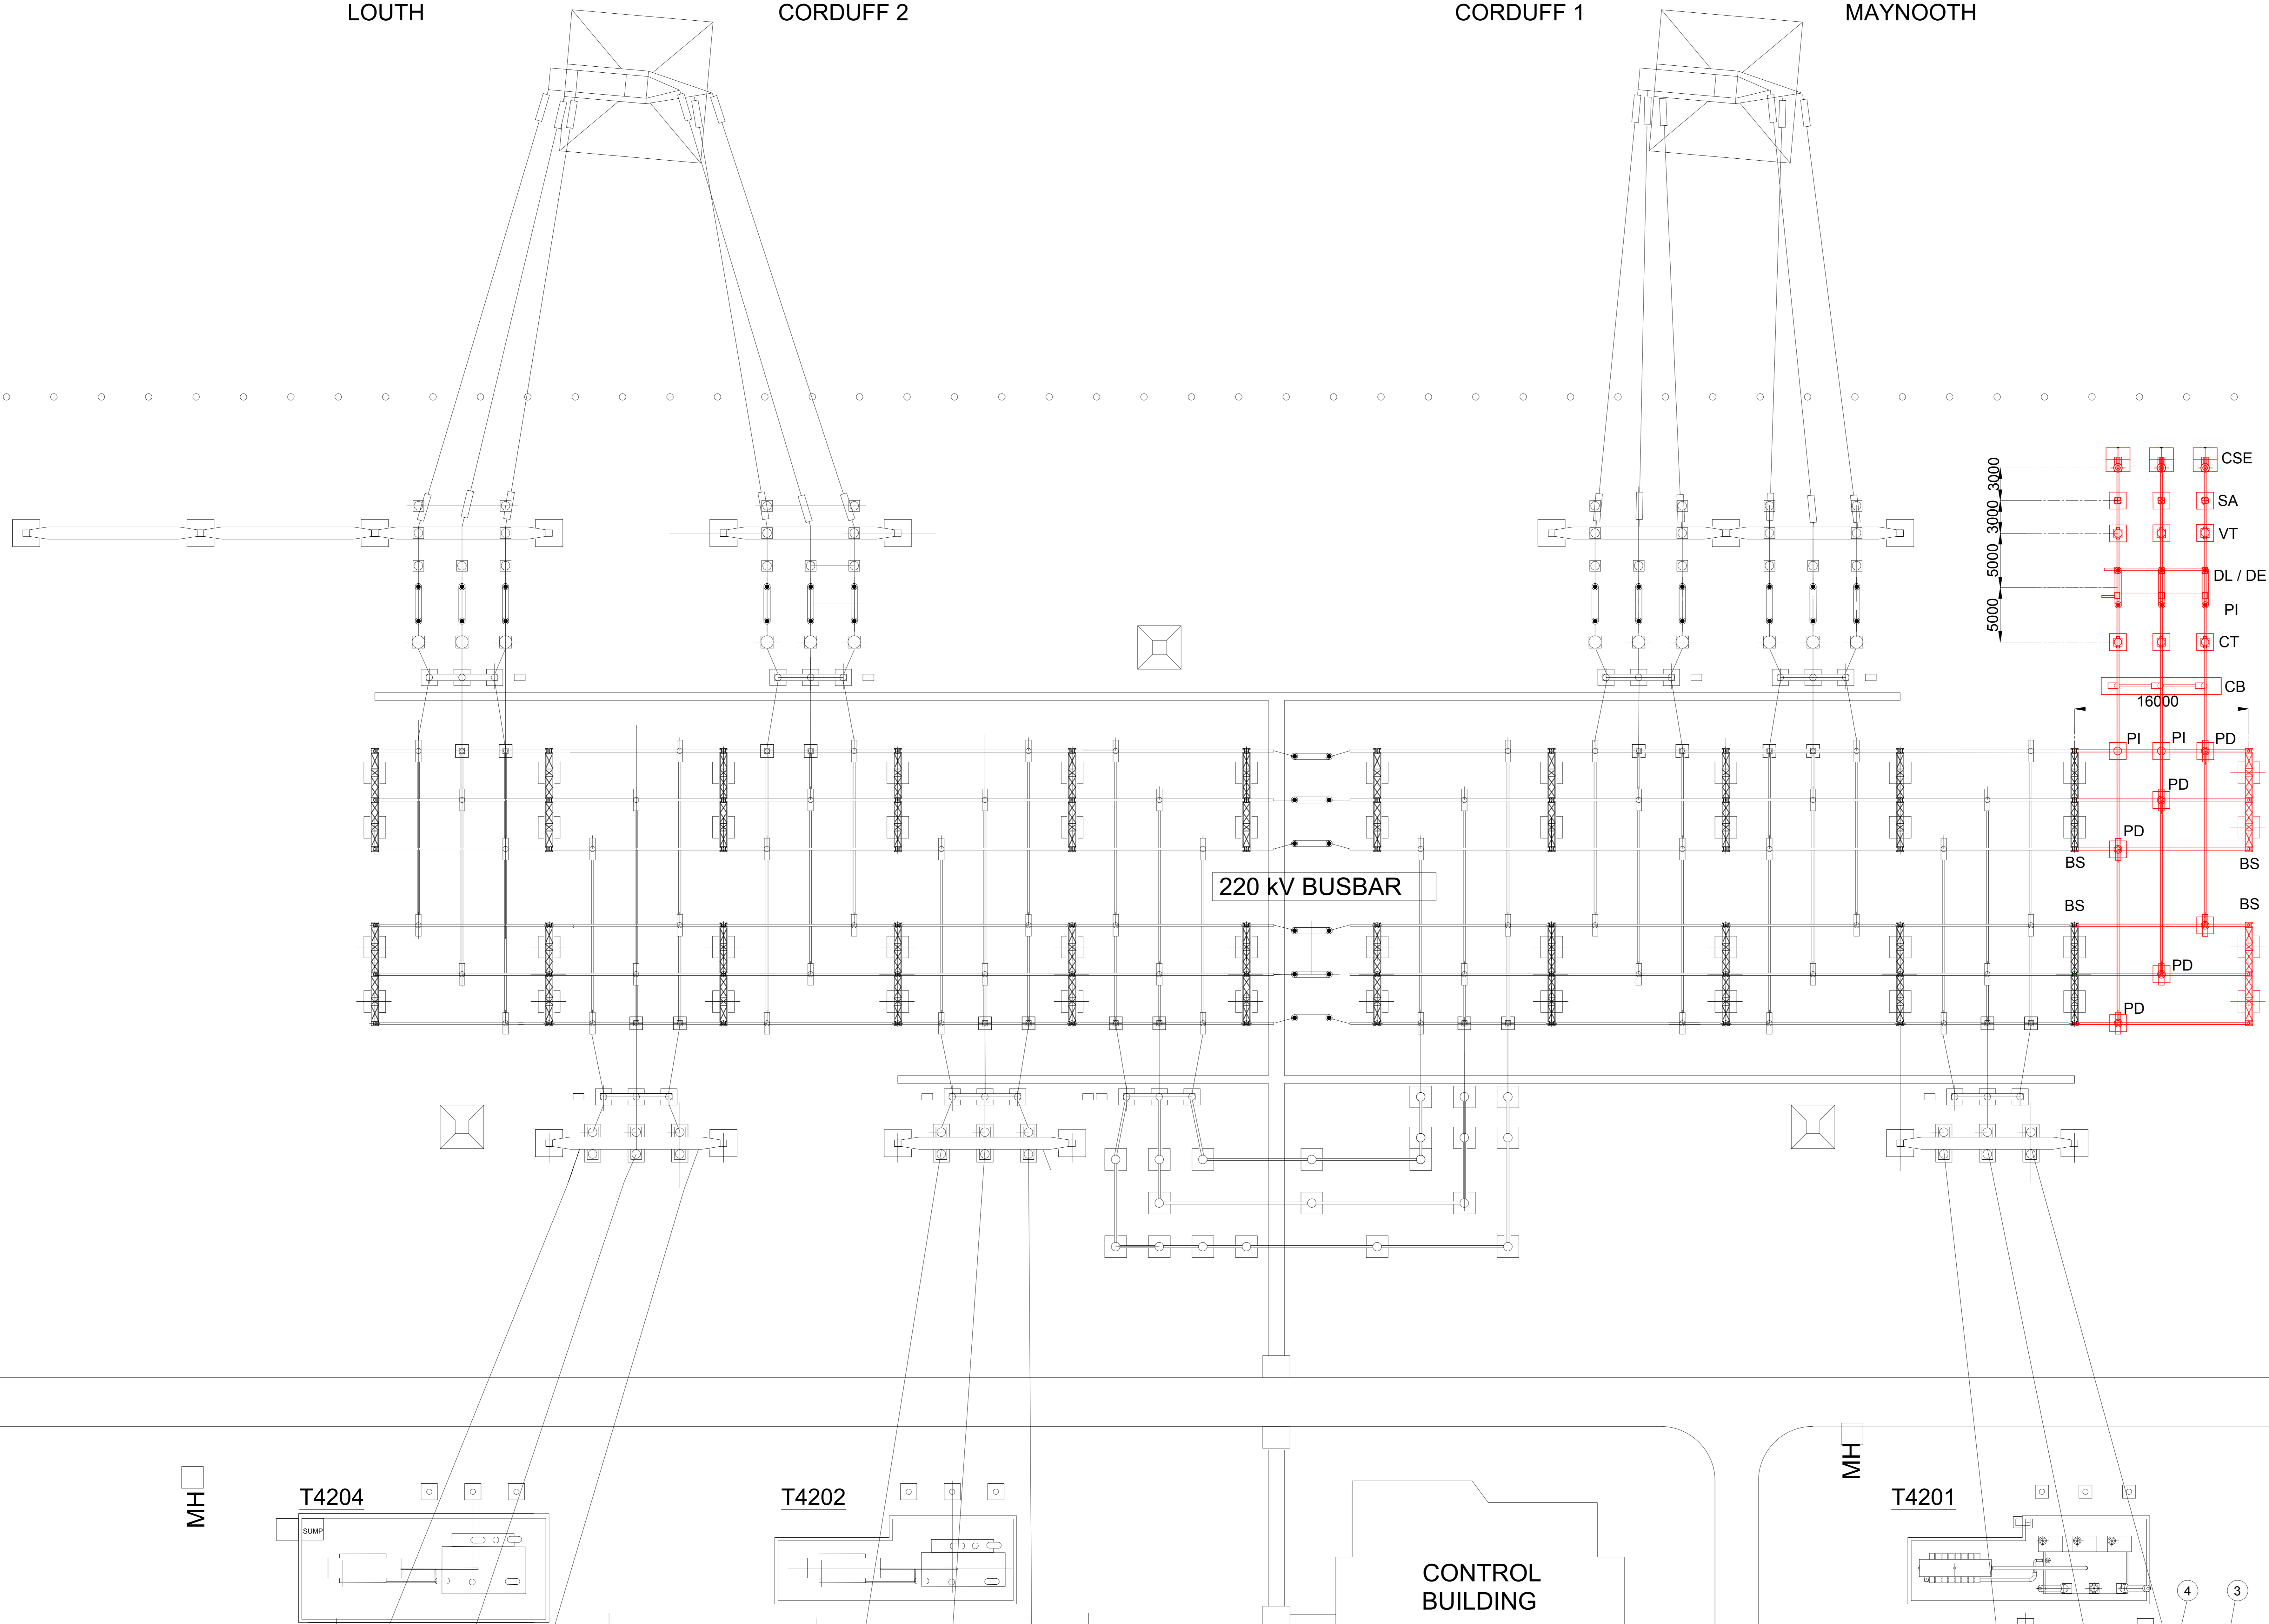 LOUTH
CORDUFF 2
CORDUFF 1
MAYNOOTH
CSE
3000
SA
3000
VT
5000
DL / DE
PI
5000
CT
CB
16000
PI
PI
PD
PD
PD
BS
BS
220 kV BUSBAR
BS
BS
PD
PD
MH
MH
T4204
T4202
T4201
SUMP
CONTROL
BUILDING
4
3